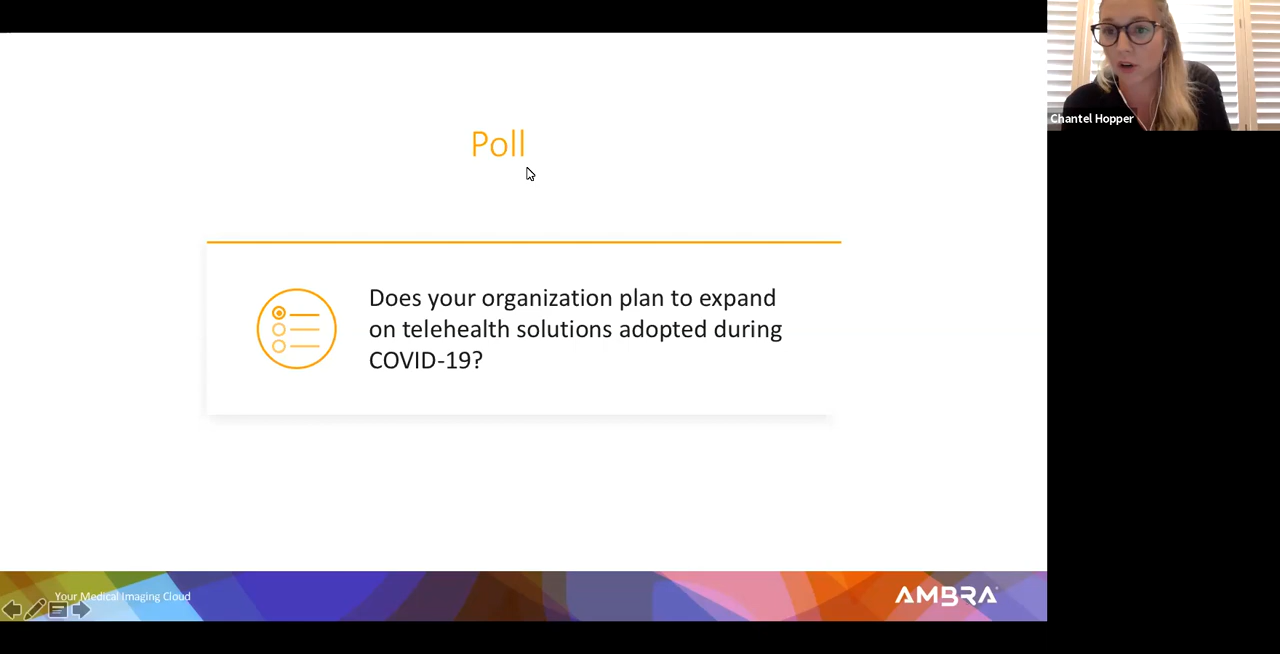 Poll
Does your organization plan to expand
on telehealth solutions adopted during
COVID-19?
Your Medical Imaging Cloud
AMBRA
Chantel Hopper